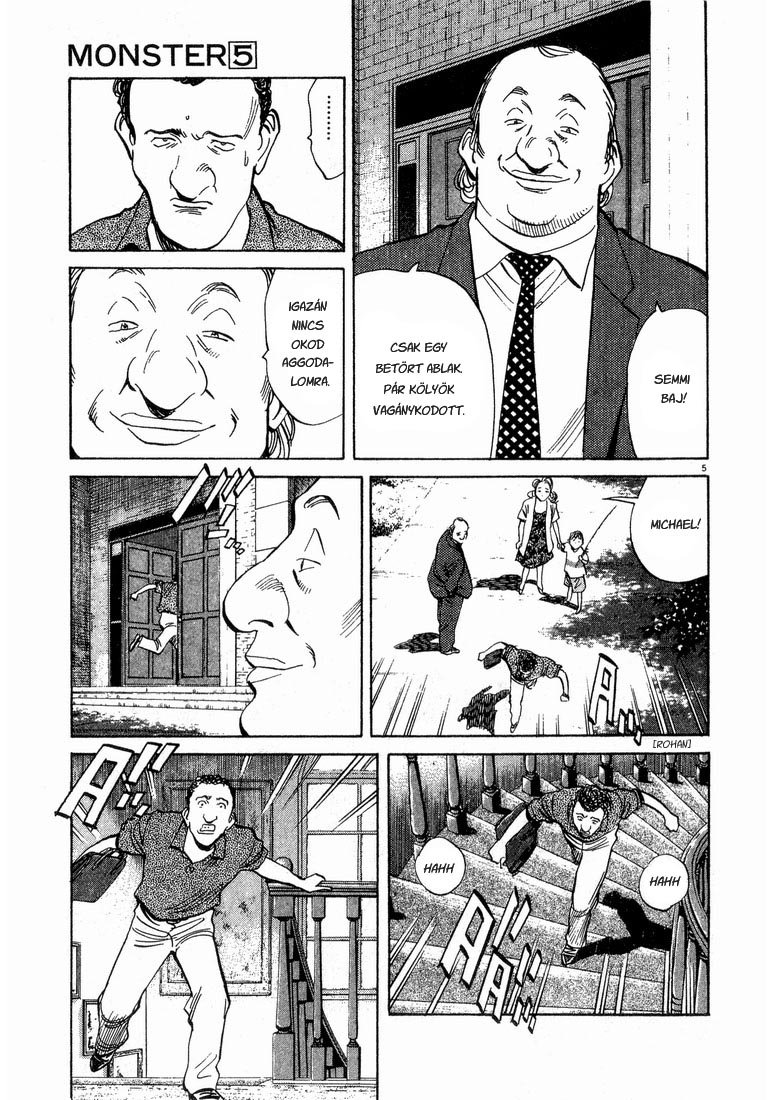 MONSTER 5
SEMMI
BAJ!
CSAK EGY
BETÖRT ABLAK.
PÁR KÖLYÖK
VAGÁNYKODOTT.
.........
IGAZÁN
NINCS
OKOD
AGGODA-
LOMRA.
5
MICHAEL!
[ROHAN]
HAHH
HAHH